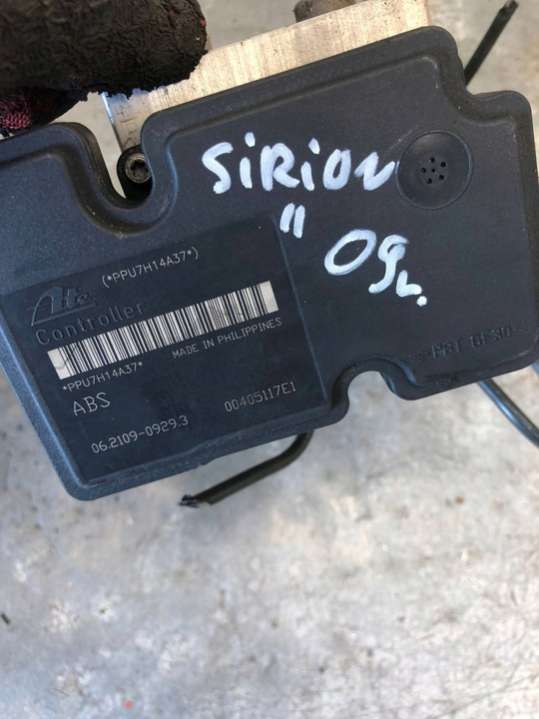 SiRiON
" 09г.
(*PPU7H14A37*)
Ate
Controller
*PPU7H14A37*
MADE IN PHILIPPINES
ABS
06.2109-0929.3
00405117E1